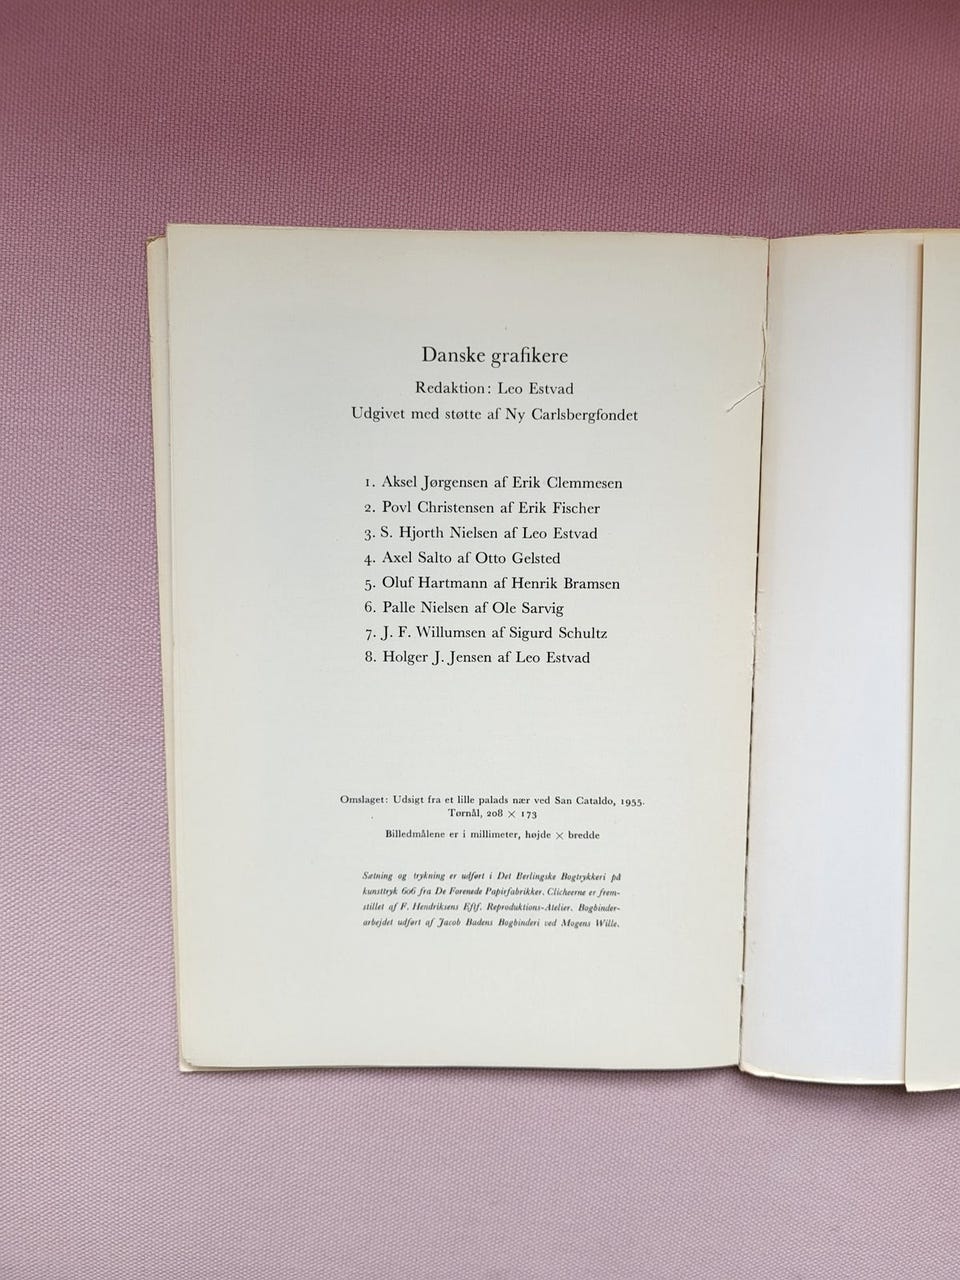 Danske grafikere
Redaktion: Leo Estvad
Udgivet med støtte af Ny Carlsbergfondet
1. Aksel Jørgensen af Erik Clemmesen
2. Povl Christensen af Erik Fischer
3. S. Hjorth Nielsen af Leo Estvad
4. Axel Salto af Otto Gelsted
5. Oluf Hartmann af Henrik Bramsen
6. Palle Nielsen af Ole Sarvig
7. J. F. Willumsen af Sigurd Schultz
8. Holger J. Jensen af Leo Estvad
Omslaget: Udsigt fra et lille palads nær ved San Cataldo, 1955.
Tørnål, 208 × 173
Billedmålene er i millimeter, højde × bredde
Sætning og trykning er udført i Det Berlingske Bogtrykkeri på
kunsttryk 606 fra De Forenede Papirfabrikker. Clicheerne er frem-
stillet af F. Hendriksens Eftf. Reproduktions-Atelier. Bogbinder-
arbejdet udført af Jacob Badens Bogbinderi ved Mogens Wille.